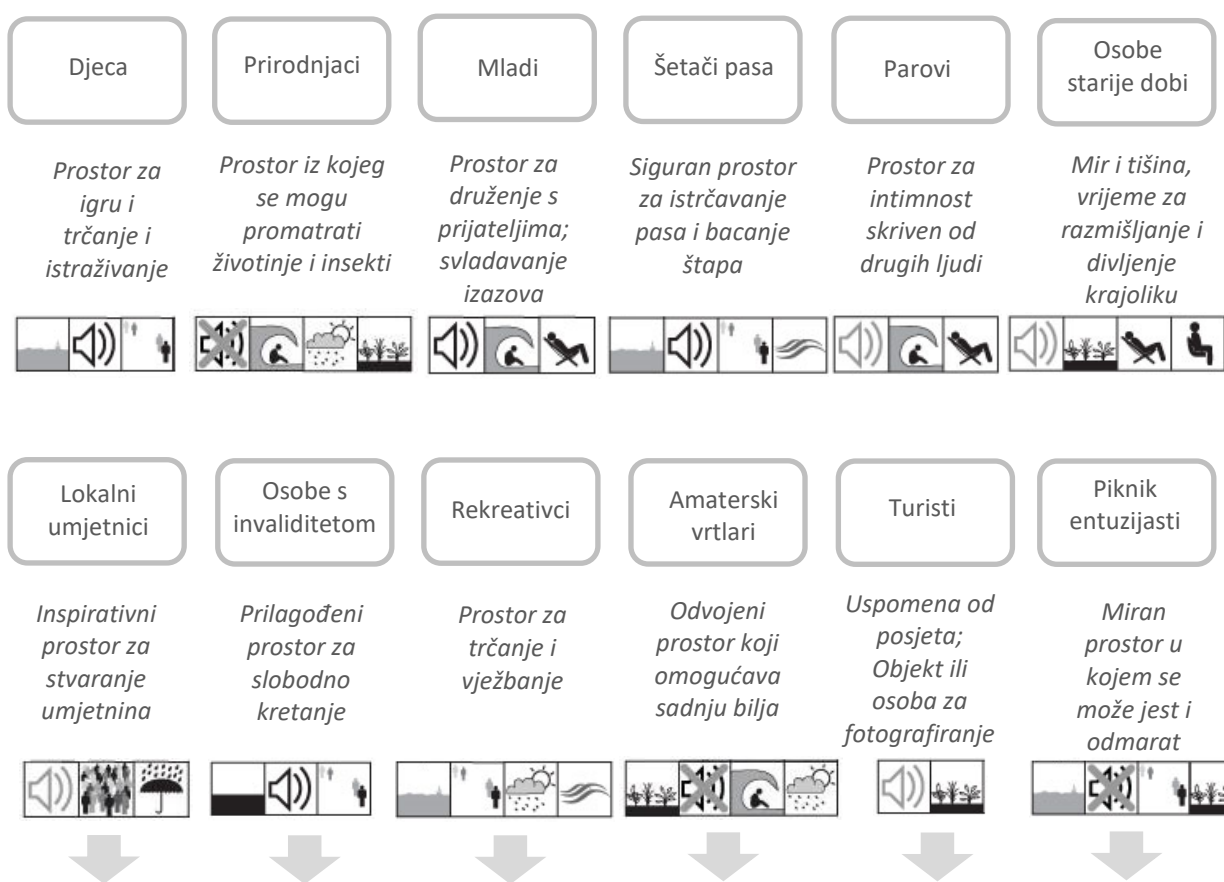 Djeca
Prirodnjaci
Mladi
Šetači pasa
Parovi
Osobe
starije dobi
Prostor za
igru i
trčanje i
istraživanje
Prostor iz kojeg
se mogu
promatrati
životinje i insekti
Prostor za
druženje s
prijateljima;
svladavanje
izazova
Siguran prostor
za istrčavanje
pasa i bacanje
štapa
Prostor za
intimnost
skriven od
drugih ljudi
Mir i tišina,
vrijeme za
razmišljanje i
divljenje
krajoliku
Lokalni
umjetnici
Osobe s
invaliditetom
Rekreativci
Amaterski
vrtlari
Turisti
Piknik
entuzijasti
Inspirativni
prostor za
stvaranje
umjetnina
Prilagođeni
prostor za
slobodno
kretanje
Prostor za
trčanje i
vježbanje
Odvojeni
prostor koji
omogućava
sadnju bilja
Uspomena od
posjeta;
Objekt ili
osoba za
fotografiranje
Miran
prostor u
kojem se
može jest i
odmarat